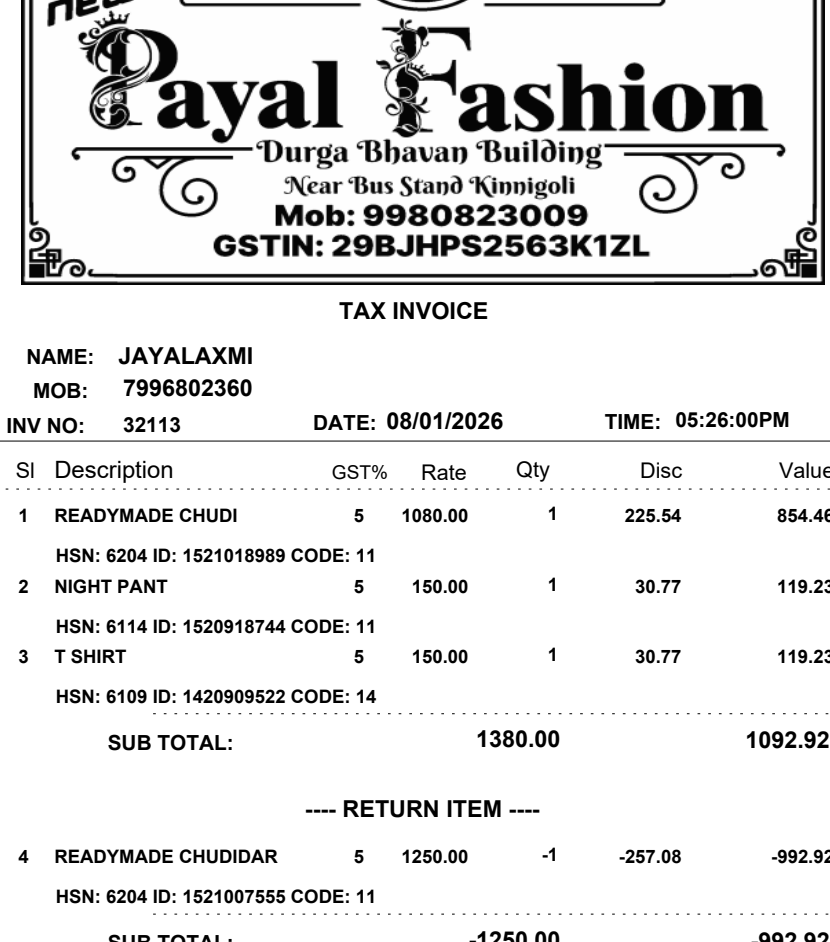 new
Payal Fashion
Durga Bhavan Building
Near Bus Stand Kinnigoli
Mob: 9980823009
GSTIN: 29BJHPS2563K1ZL
TAX INVOICE
NAME: JAYALAXMI
MOB: 7996802360
INV NO: 32113 DATE: 08/01/2026 TIME: 05:26:00PM
Sl Description GST% Rate Qty Disc Value
1 READYMADE CHUDI 5 1080.00 1 225.54 854.46
HSN: 6204 ID: 1521018989 CODE: 11
2 NIGHT PANT 5 150.00 1 30.77 119.23
HSN: 6114 ID: 1520918744 CODE: 11
3 T SHIRT 5 150.00 1 30.77 119.23
HSN: 6109 ID: 1420909522 CODE: 14
SUB TOTAL: 1380.00 1092.92
---- RETURN ITEM ----
4 READYMADE CHUDIDAR 5 1250.00 -1 -257.08 -992.92
HSN: 6204 ID: 1521007555 CODE: 11
SUB TOTAL: -1250.00 -992.92